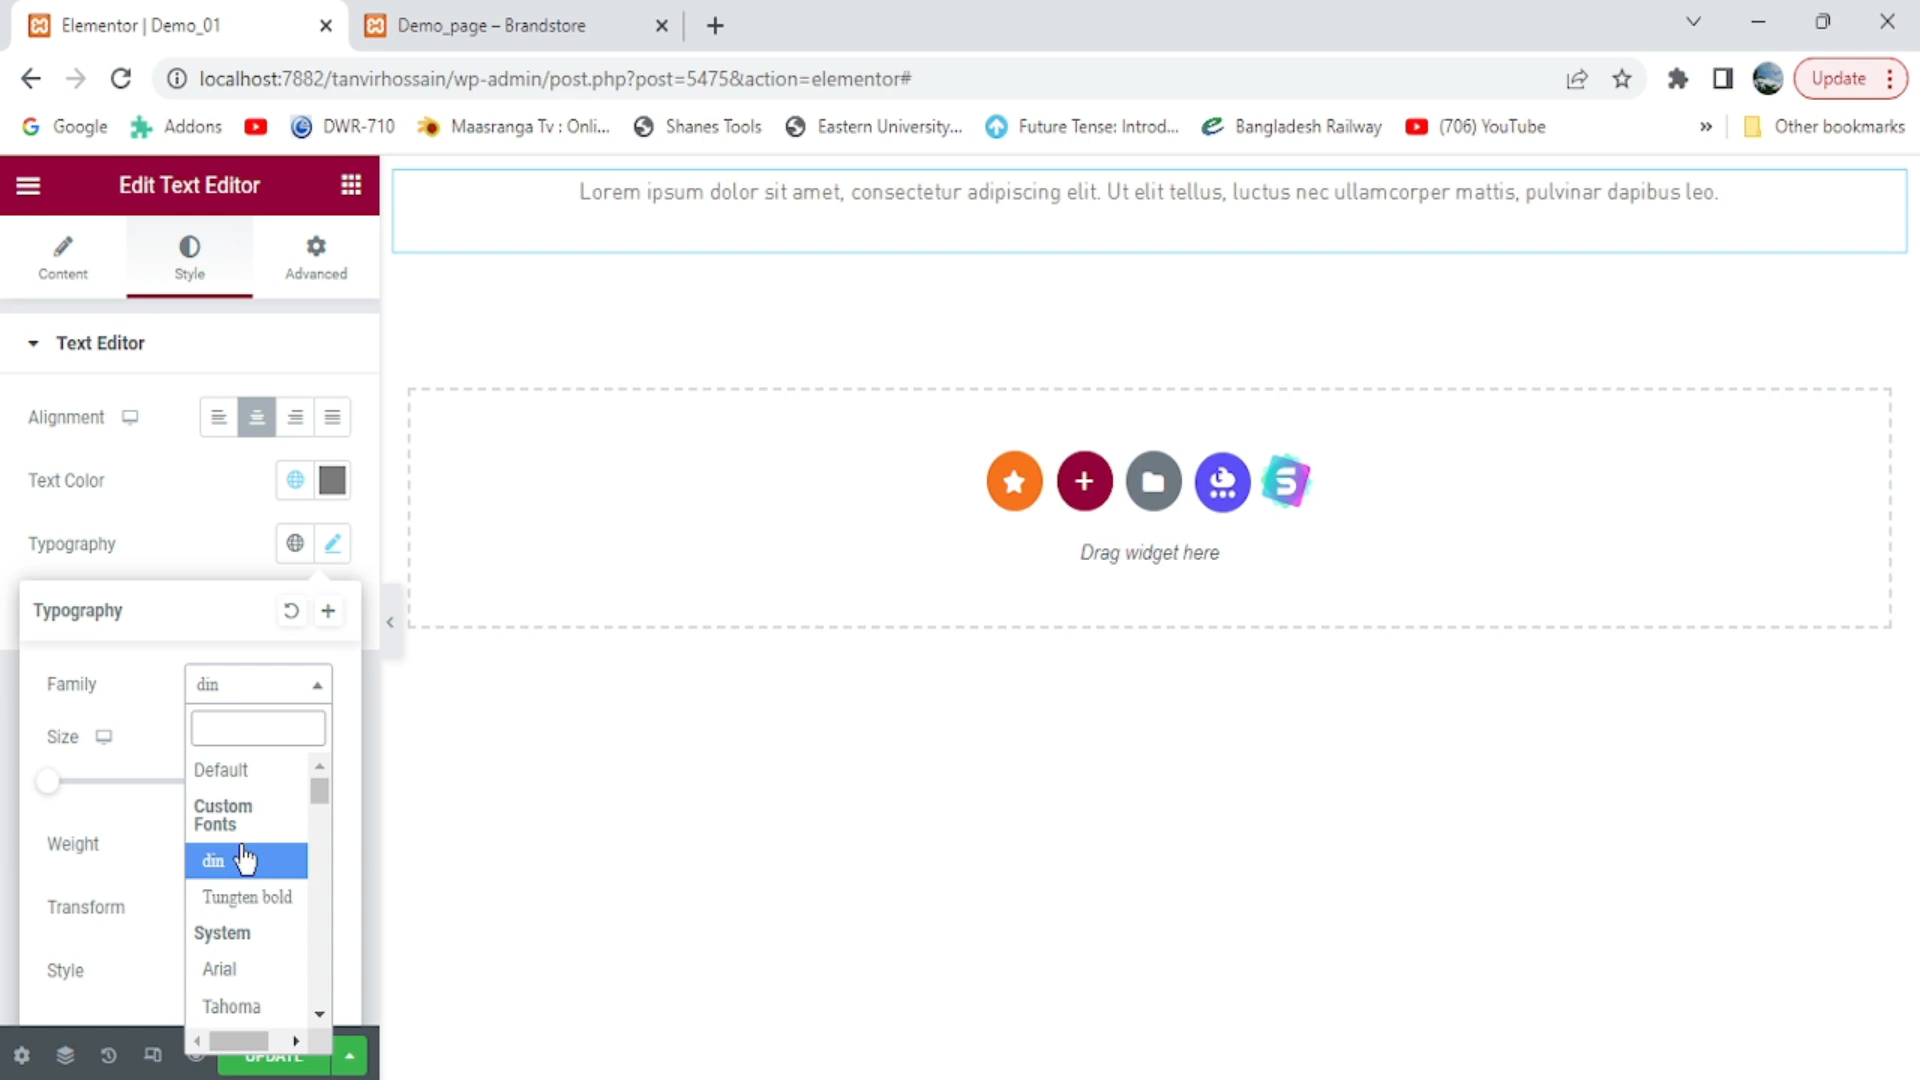 Elementor | Demo_01
Demo_page – Brandstore
localhost:7882/tanvirhossain/wp-admin/post.php?post=5475&action=elementor#
Update
Google
Addons
DWR-710
Maasranga Tv : Onli...
Shanes Tools
Eastern University...
Future Tense: Introd...
Bangladesh Railway
(706) YouTube
»
Other bookmarks
Edit Text Editor
Content
Style
Advanced
Text Editor
Alignment
Text Color
Typography
Typography
Family
din
Size
Default
Custom
Fonts
din
Weight
Tungten bold
Transform
System
Arial
Style
Tahoma
UPDATE
Lorem ipsum dolor sit amet, consectetur adipiscing elit. Ut elit tellus, luctus nec ullamcorper mattis, pulvinar dapibus leo.
Drag widget here